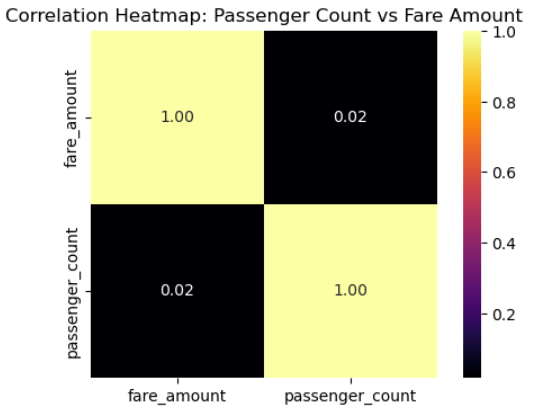 Correlation Heatmap: Passenger Count vs Fare Amount
1.0
fare_amount
1.00
0.02
0.8
0.6
passenger_count
0.02
1.00
0.4
0.2
fare_amount
passenger_count